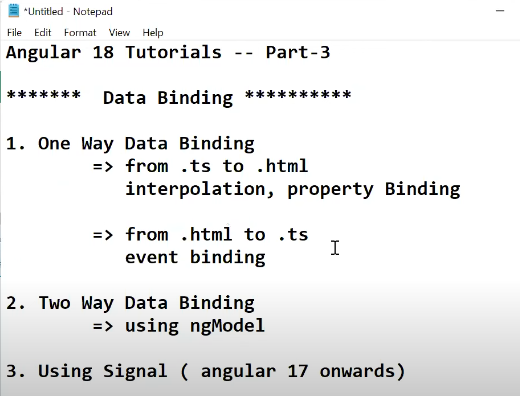 *Untitled - Notepad
File Edit Format View Help
Angular 18 Tutorials -- Part-3
******* Data Binding **********
1. One Way Data Binding
=> from .ts to .html
interpolation, property Binding
=> from .html to .ts
event binding
2. Two Way Data Binding
=> using ngModel
3. Using Signal ( angular 17 onwards)